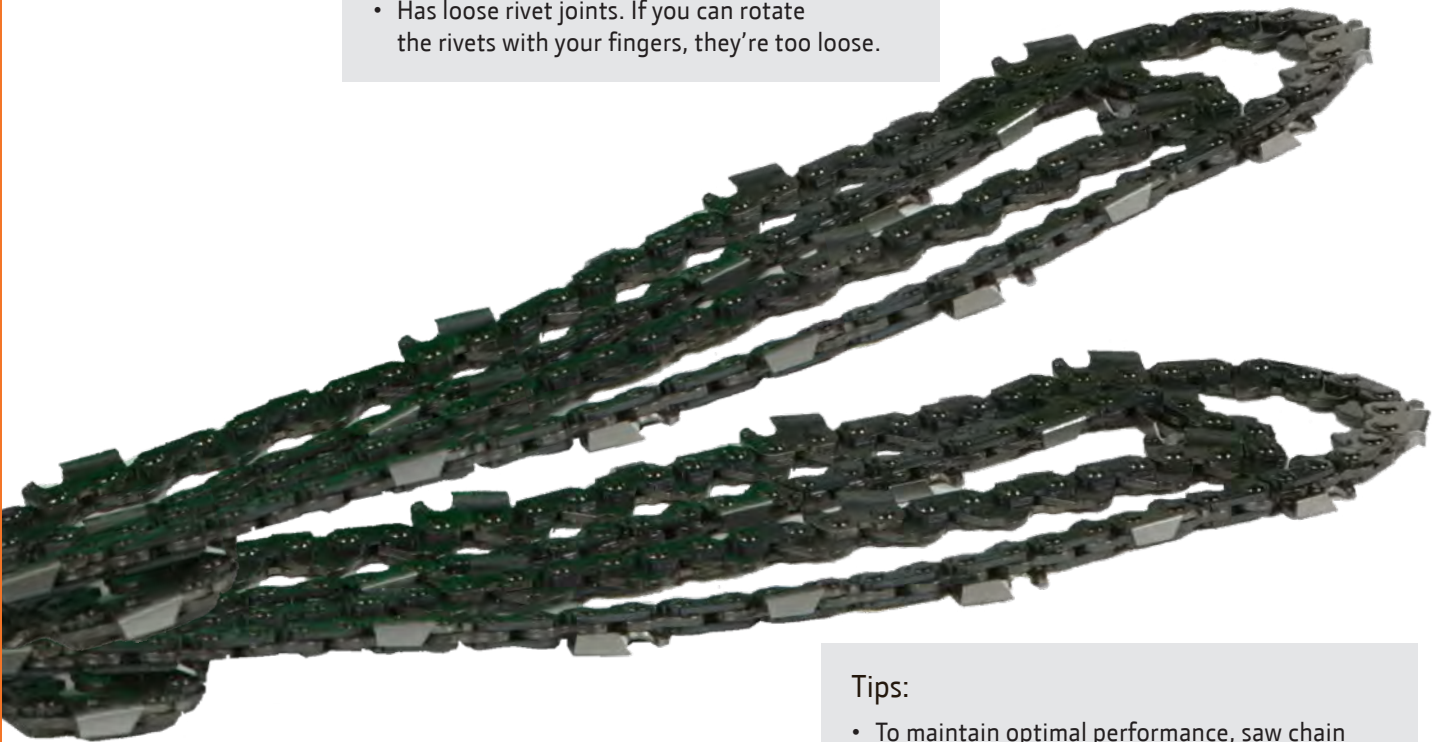 • Has loose rivet joints. If you can rotate
the rivets with your fingers, they're too loose.
Tips:
• To maintain optimal performance, saw chain